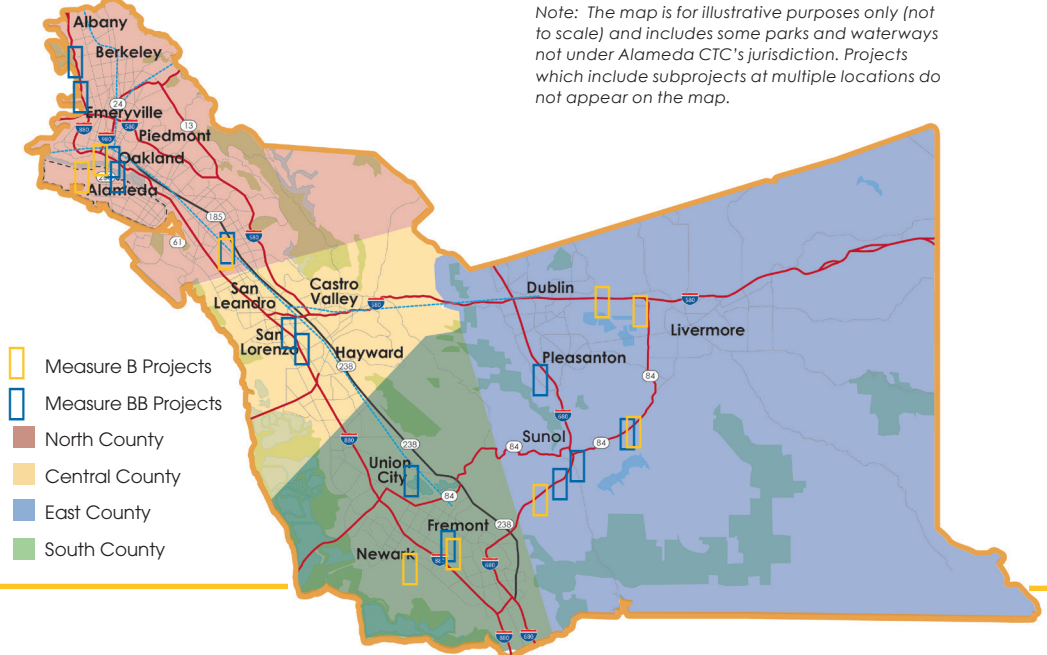 Note: The map is for illustrative purposes only (not
to scale) and includes some parks and waterways
not under Alameda CTC's jurisdiction. Projects
which include subprojects at multiple locations do
not appear on the map.
Albany
Berkeley
24
Emeryville
880
580
13
980
Piedmont
Oakland
Alameda
185
61
580
San
Leandro
Castro
Valley
580
Dublin
580
Livermore
San
Lorenzo
Hayward
238
Pleasanton
84
680
Measure B Projects
Measure BB Projects
North County
Central County
East County
South County
880
238
84
Sunol
84
Union
City
84
238
Fremont
Newark
880
680
880
680